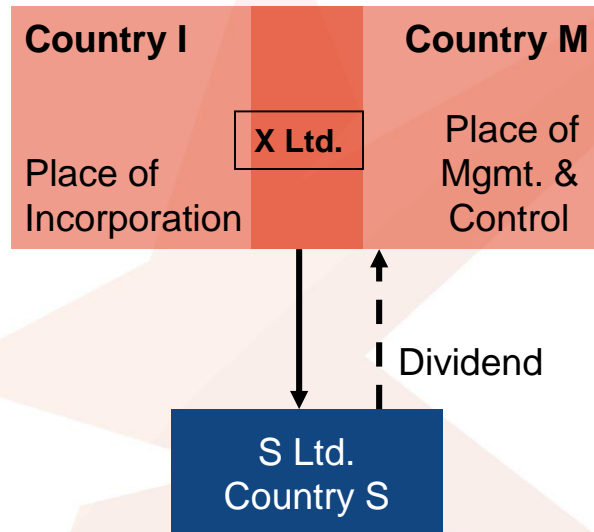 Country I
Country M
X Ltd.
Place of
Incorporation
Place of
Mgmt. &
Control
Dividend
S Ltd.
Country S